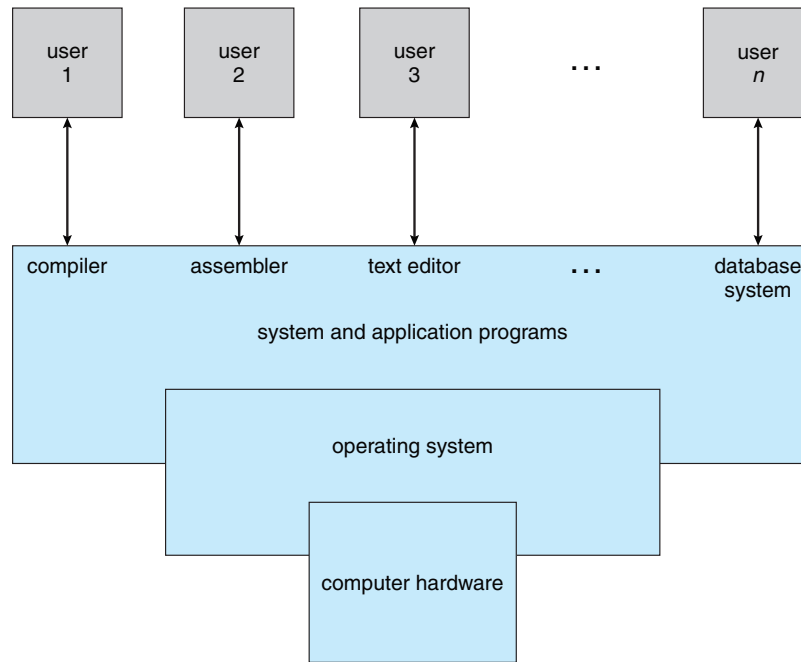 user
1
user
2
user
3
...
user
n
compiler
assembler
text editor
...
database
system
system and application programs
operating system
computer hardware